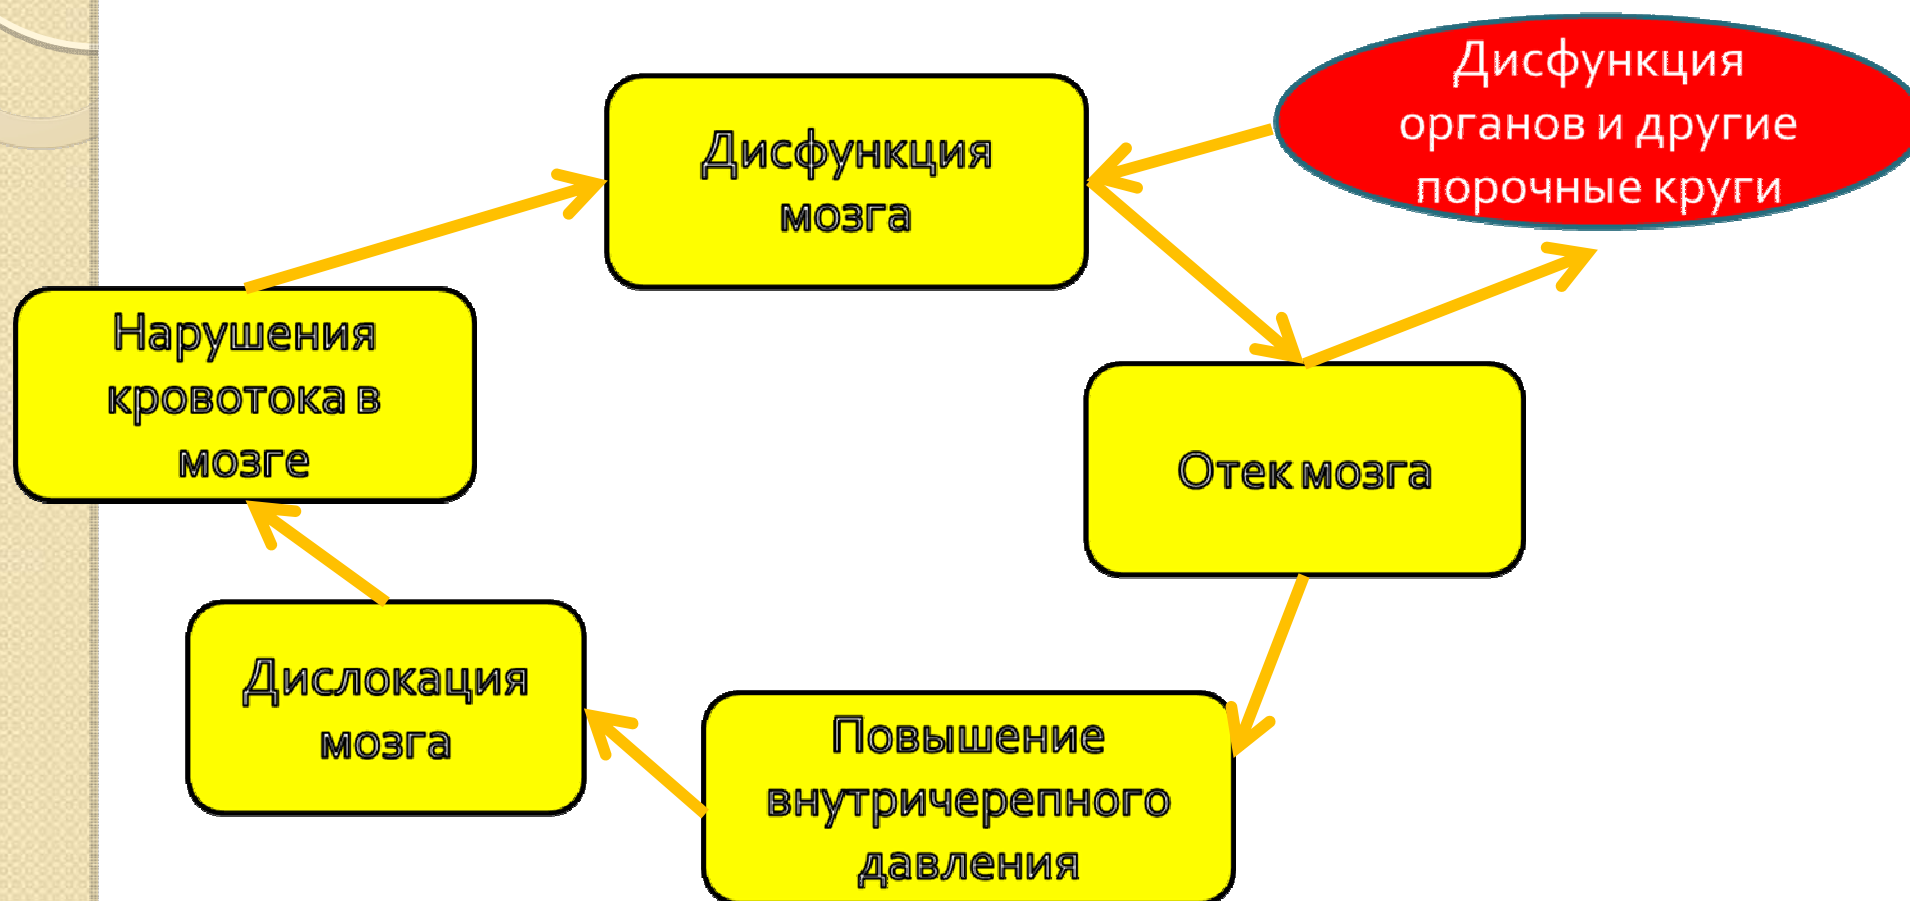 Дисфункция
органов и другие
порочные круги
Дисфункция
мозга
Нарушения
кровотока в
мозге
Отек мозга
Дислокация
мозга
Повышение
внутричерепного
давления